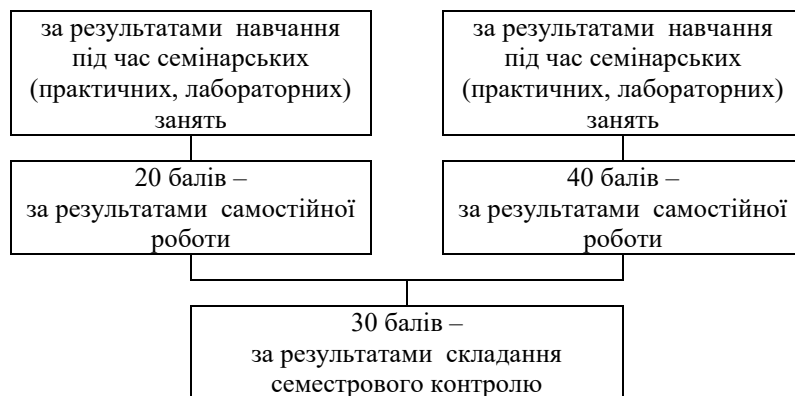 за результатами навчання
під час семінарських
(практичних, лабораторних)
занять
за результатами навчання
під час семінарських
(практичних, лабораторних)
занять
20 балів –
за результатами самостійної
роботи
40 балів –
за результатами самостійної
роботи
30 балів –
за результатами складання
семестрового контролю